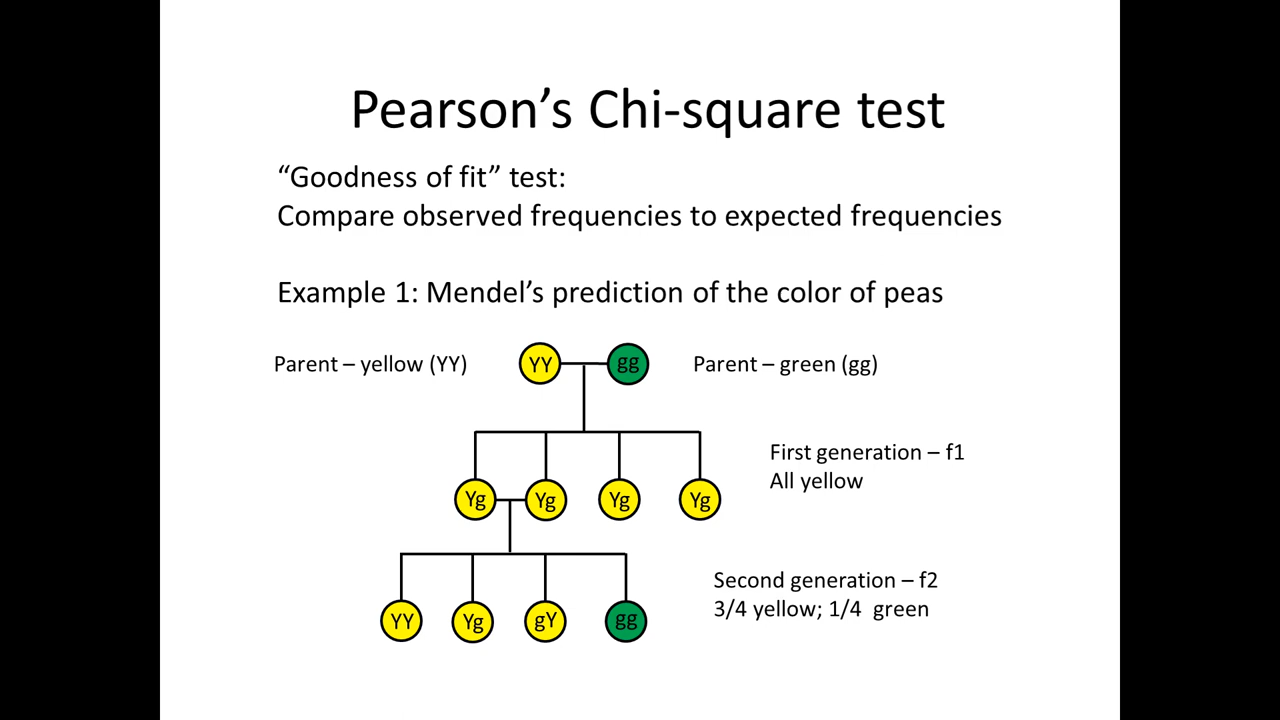 Pearson’s Chi-square test
“Goodness of fit” test:
Compare observed frequencies to expected frequencies
Example 1: Mendel’s prediction of the color of peas
Parent – yellow (YY)
YY
gg
Parent – green (gg)
First generation – f1
All yellow
Yg
Yg
Yg
Yg
Second generation – f2
3/4 yellow; 1/4  green
YY
Yg
gY
gg